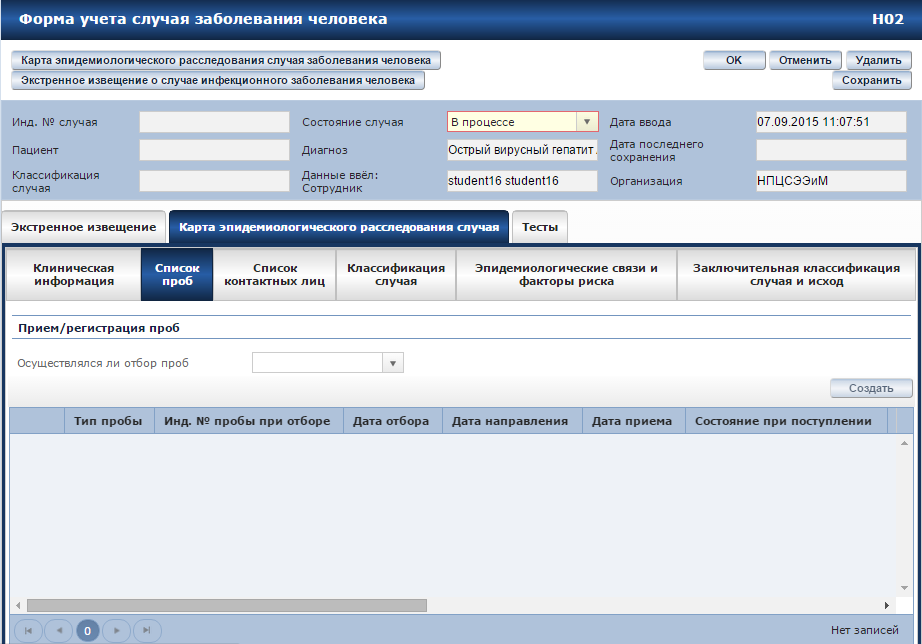 Форма учета случая заболевания человека H02
Карта эпидемиологического расследования случая заболевания человека OK Отменить Удалить
Экстренное извещение о случае инфекционного заболевания человека Сохранить
Инд. № случая Состояние случая В процессе Дата ввода 07.09.2015 11:07:51
Пациент Диагноз Острый вирусный гепатит Дата последнего
сохранения
Классификация Данные ввёл: student16 student16 Организация НПЦСЭЭиМ
случая Сотрудник
Экстренное извещение Карта эпидемиологического расследования случая Тесты
Клиническая Список Список Классификация Эпидемиологические связи и Заключительная классификация
информация проб контактных лиц случая факторы риска случая и исход
Прием/регистрация проб
Осуществлялся ли отбор проб
Создать
Тип пробы Инд. № пробы при отборе Дата отбора Дата направления Дата приема Состояние при поступлении
0 Нет записей